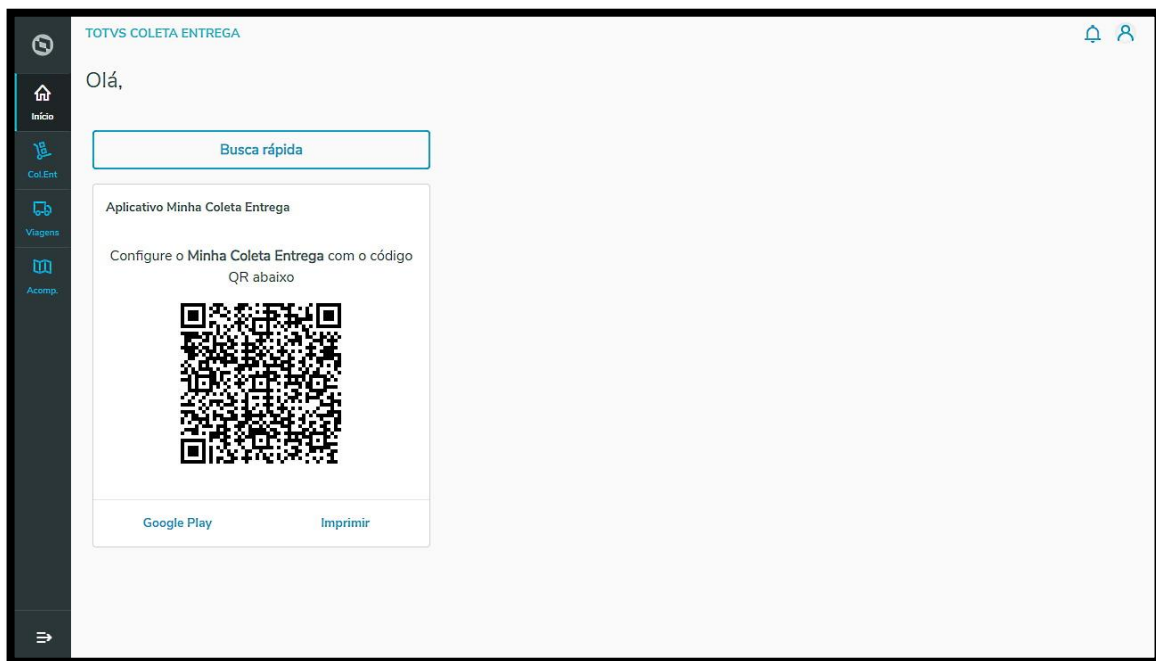 TOTVS COLETA ENTREGA
Olá,
Início
Col.Ent
Viagens
Acomp.
Busca rápida
Aplicativo Minha Coleta Entrega
Configure o Minha Coleta Entrega com o código
QR abaixo
Google Play
Imprimir